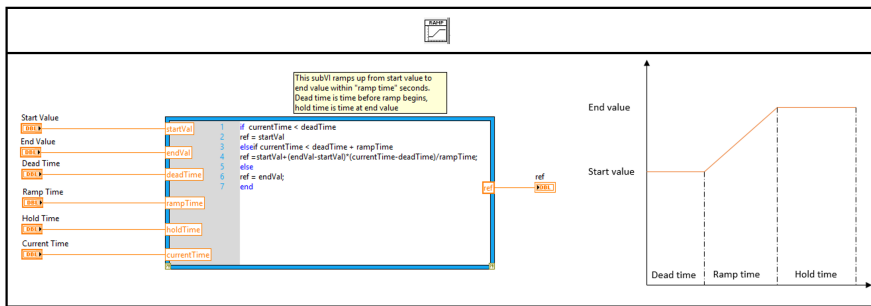 RAMP
This subVI ramps up from start value to
end value within "ramp time" seconds.
Dead time is time before ramp begins,
hold time is time at end value
Start Value
DBL
End Value
DBL
Dead Time
DBL
Ramp Time
DBL
Hold Time
DBL
Current Time
DBL
startVal
endVal
deadTime
rampTime
holdTime
currentTime
1 if currentTime < deadTime
2 ref = startVal
3 elseif currentTime < deadTime + rampTime
4 ref =startVal+(endVal-startVal)*(currentTime-deadTime)/rampTime;
5 else
6 ref = endVal;
7 end
ref
ref
DBL
End value
Start value
Dead time
Ramp time
Hold time